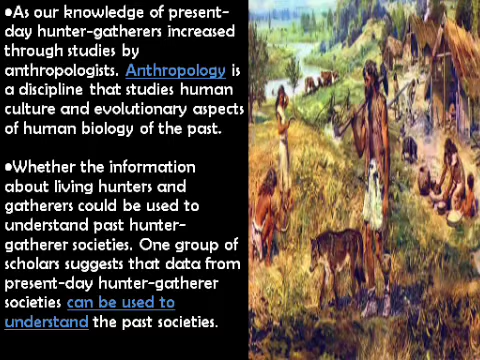 •As our knowledge of present-
day hunter-gatherers increased
through studies by
anthropologists. Anthropology is
a discipline that studies human
culture and evolutionary aspects
of human biology of the past.
•Whether the information
about living hunters and
gatherers could be used to
understand past hunter-
gatherer societies. One group of
scholars suggests that data from
present-day hunter-gatherer
societies can be used to
understand the past societies.